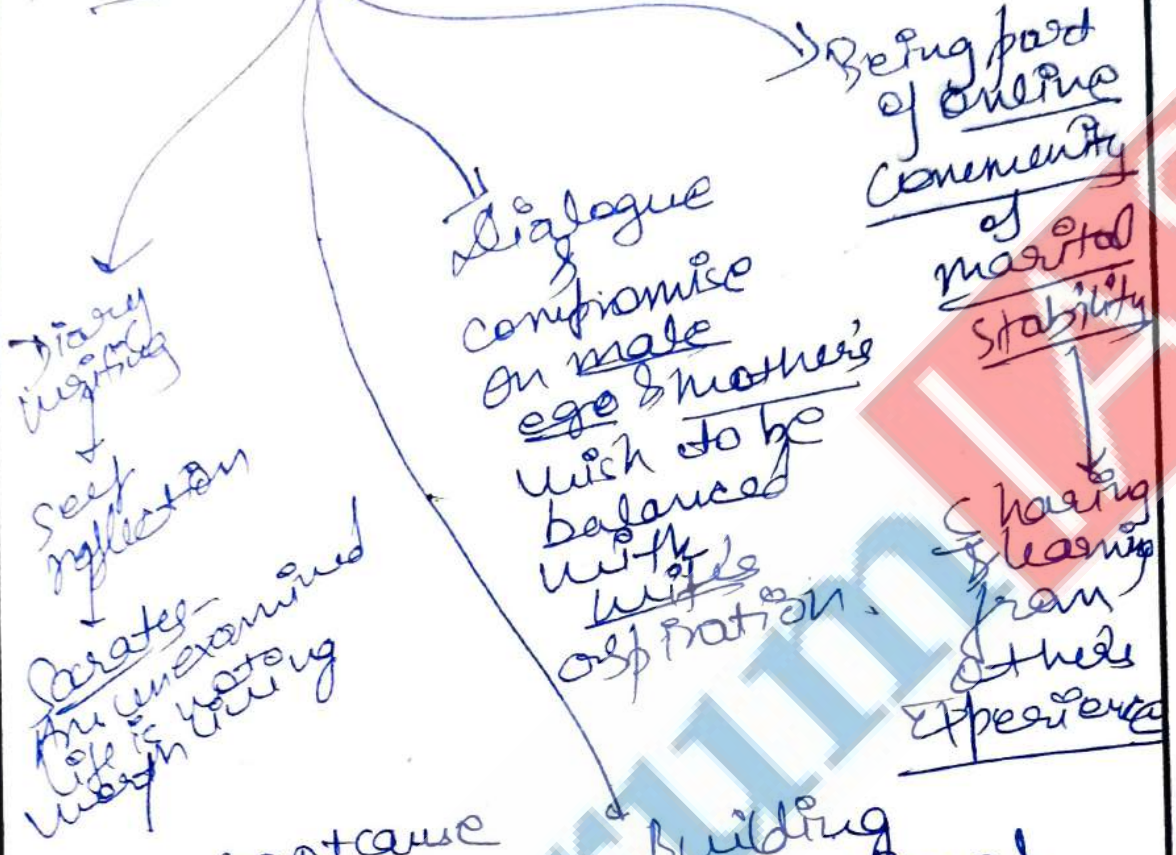 Diary
writing
Self
reflection
Socrates-
An unexamined
life is not
worth living
Dialogue
&
compromise
on male
ego & mother's
wish to be
balanced
with
wife's
aspiration.
Being part
of online
Community
of
marital
stability
Sharing
& learning
from
other's
Experience
Building